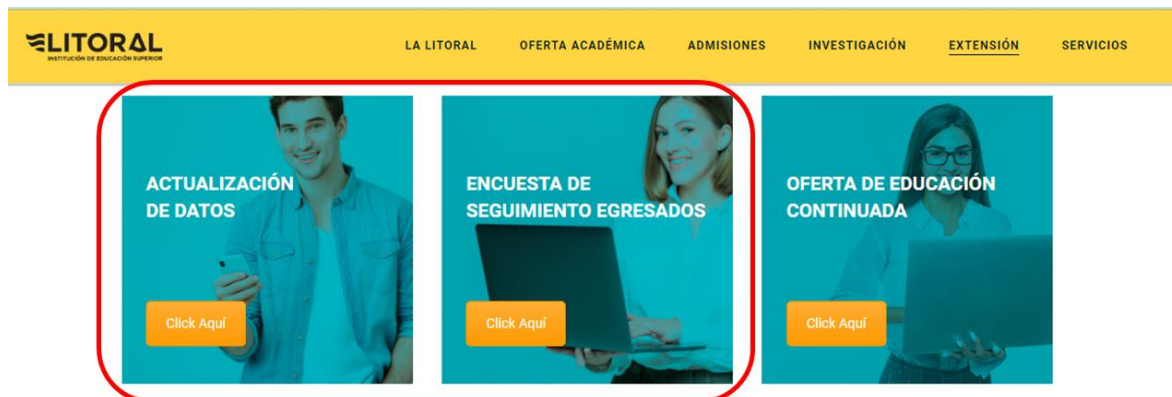 LITORAL
INSTITUCIÓN DE EDUCACIÓN SUPERIOR
LA LITORAL
OFERTA ACADÉMICA
ADMISIONES
INVESTIGACIÓN
EXTENSIÓN
SERVICIOS
ACTUALIZACIÓN
DE DATOS
Click Aquí
ENCUESTA DE
SEGUIMIENTO EGRESADOS
Click Aquí
OFERTA DE EDUCACIÓN
CONTINUADA
Click Aquí